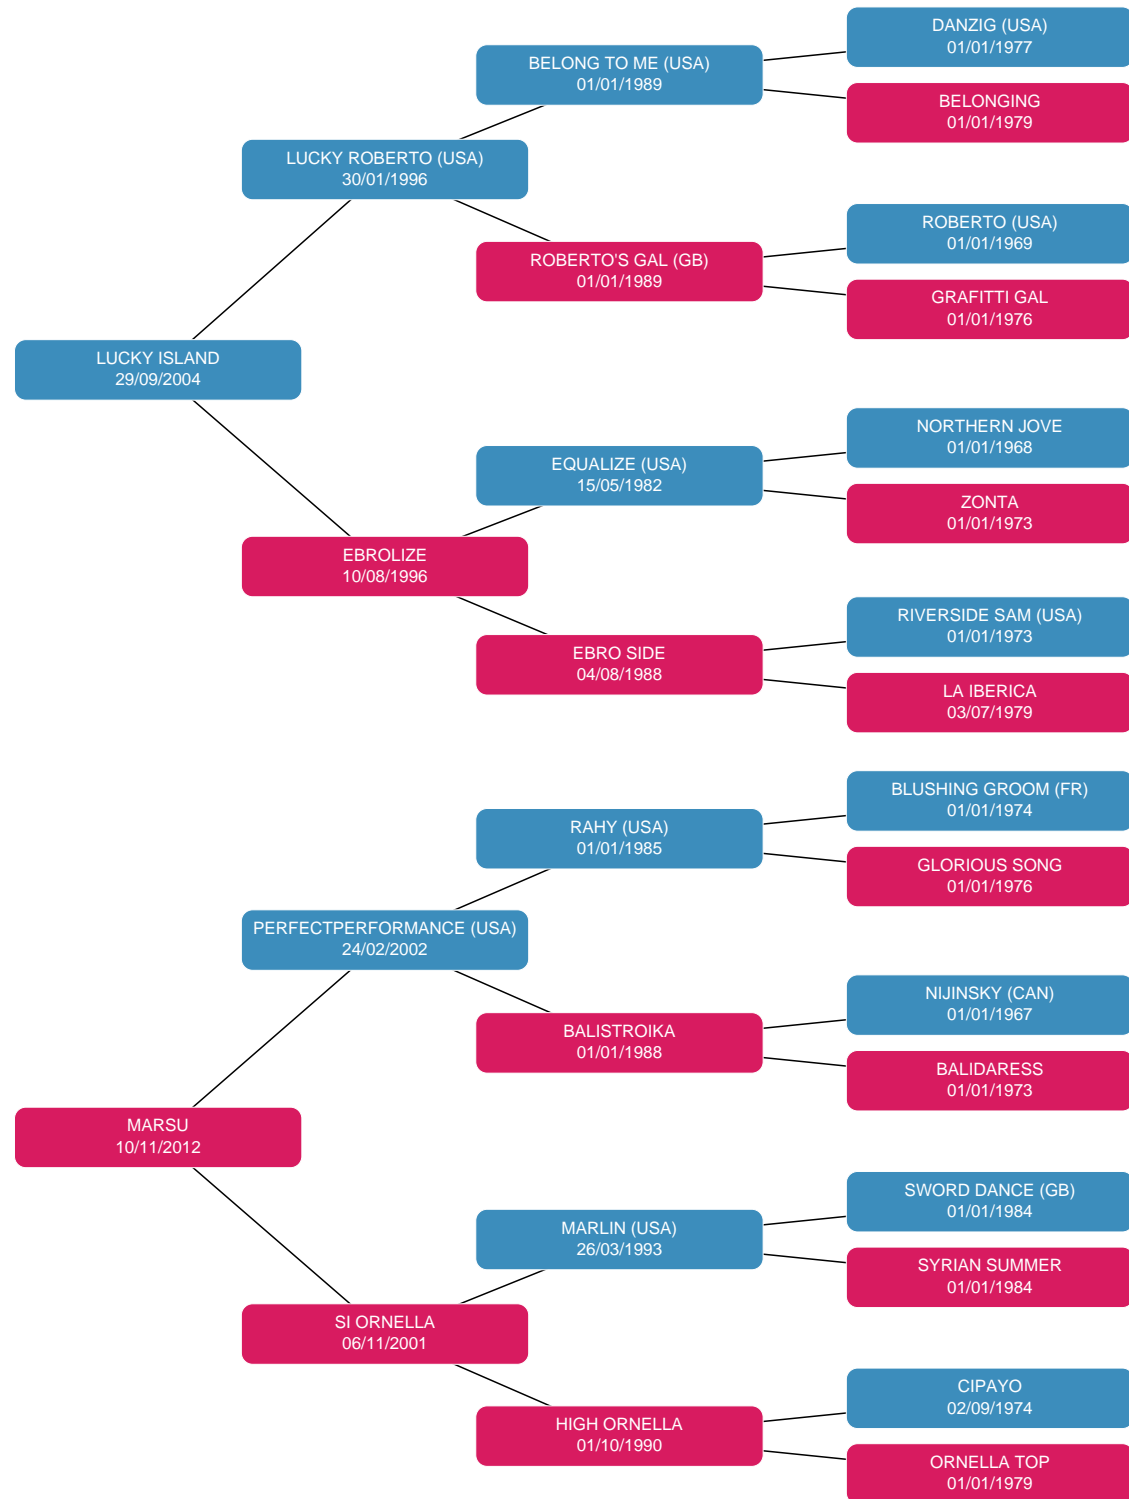 DANZIG (USA)
01/01/1977
BELONG TO ME (USA)
01/01/1989
BELONGING
01/01/1979
LUCKY ROBERTO (USA)
30/01/1996
ROBERTO (USA)
01/01/1969
ROBERTO'S GAL (GB)
01/01/1989
GRAFITTI GAL
01/01/1976
LUCKY ISLAND
29/09/2004
NORTHERN JOVE
01/01/1968
EQUALIZE (USA)
15/05/1982
ZONTA
01/01/1973
EBROLIZE
10/08/1996
RIVERSIDE SAM (USA)
01/01/1973
EBRO SIDE
04/08/1988
LA IBERICA
03/07/1979
BLUSHING GROOM (FR)
01/01/1974
RAHY (USA)
01/01/1985
GLORIOUS SONG
01/01/1976
PERFECTPERFORMANCE (USA)
24/02/2002
NIJINSKY (CAN)
01/01/1967
BALISTROIKA
01/01/1988
BALIDARESS
01/01/1973
MARSU
10/11/2012
SWORD DANCE (GB)
01/01/1984
MARLIN (USA)
26/03/1993
SYRIAN SUMMER
01/01/1984
SI ORNELLA
06/11/2001
CIPAYO
02/09/1974
HIGH ORNELLA
01/10/1990
ORNELLA TOP
01/01/1979